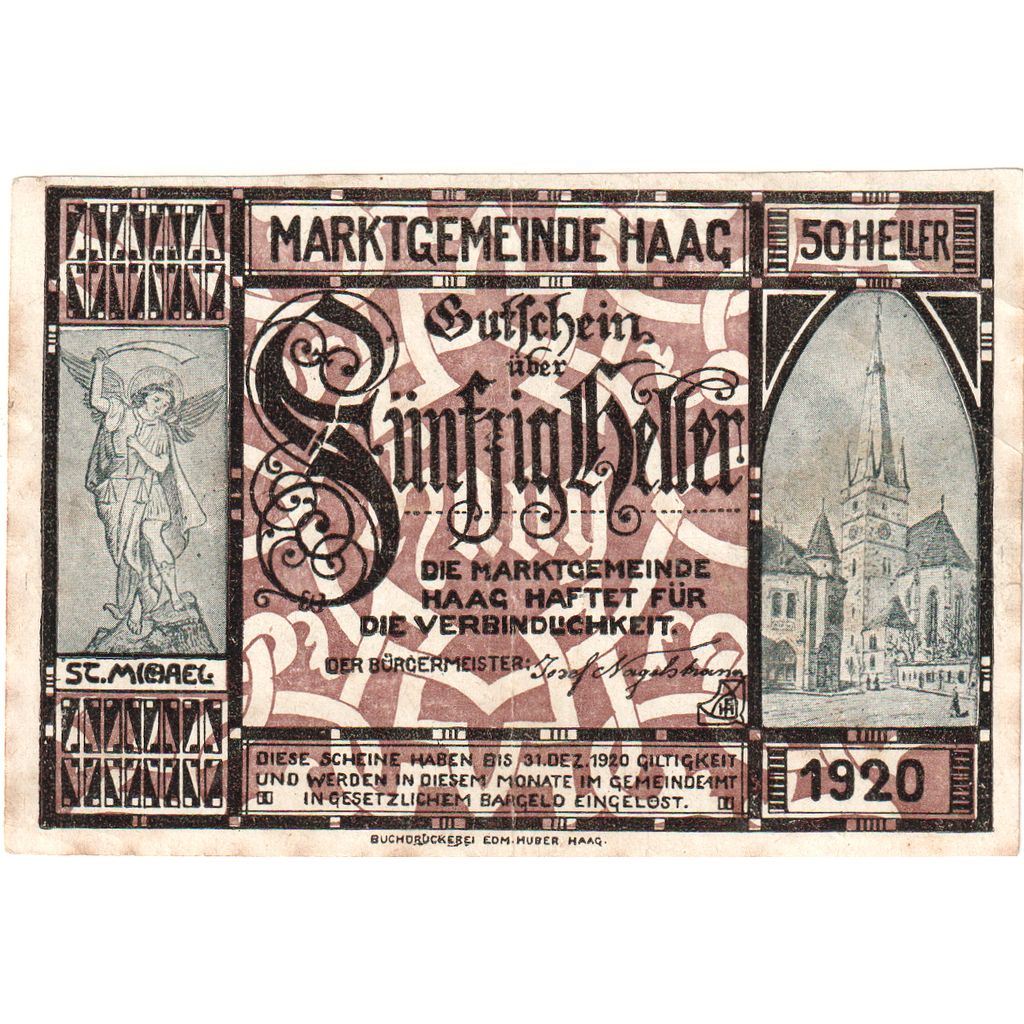 MARKTGEMEINDE HAAG
50 HELLER
Gutschein
über
Fünfzig Heller
DIE MARKTGEMEINDE
HAAG HAFTET FÜR
DIE VERBINDLICHKEIT.
DER BÜRGERMEISTER: Josef Nagelstrasser
ST. MICHAEL
DIESE SCHEINE HABEN BIS 31. DEZ. 1920 GILTIGKEIT
UND WERDEN IN DIESEM MONATE IM GEMEINDEAMT
IN GESETZLICHEM BARGELD EINGELÖST.
1920
BUCHDRUCKEREI EDM. HUBER HAAG.